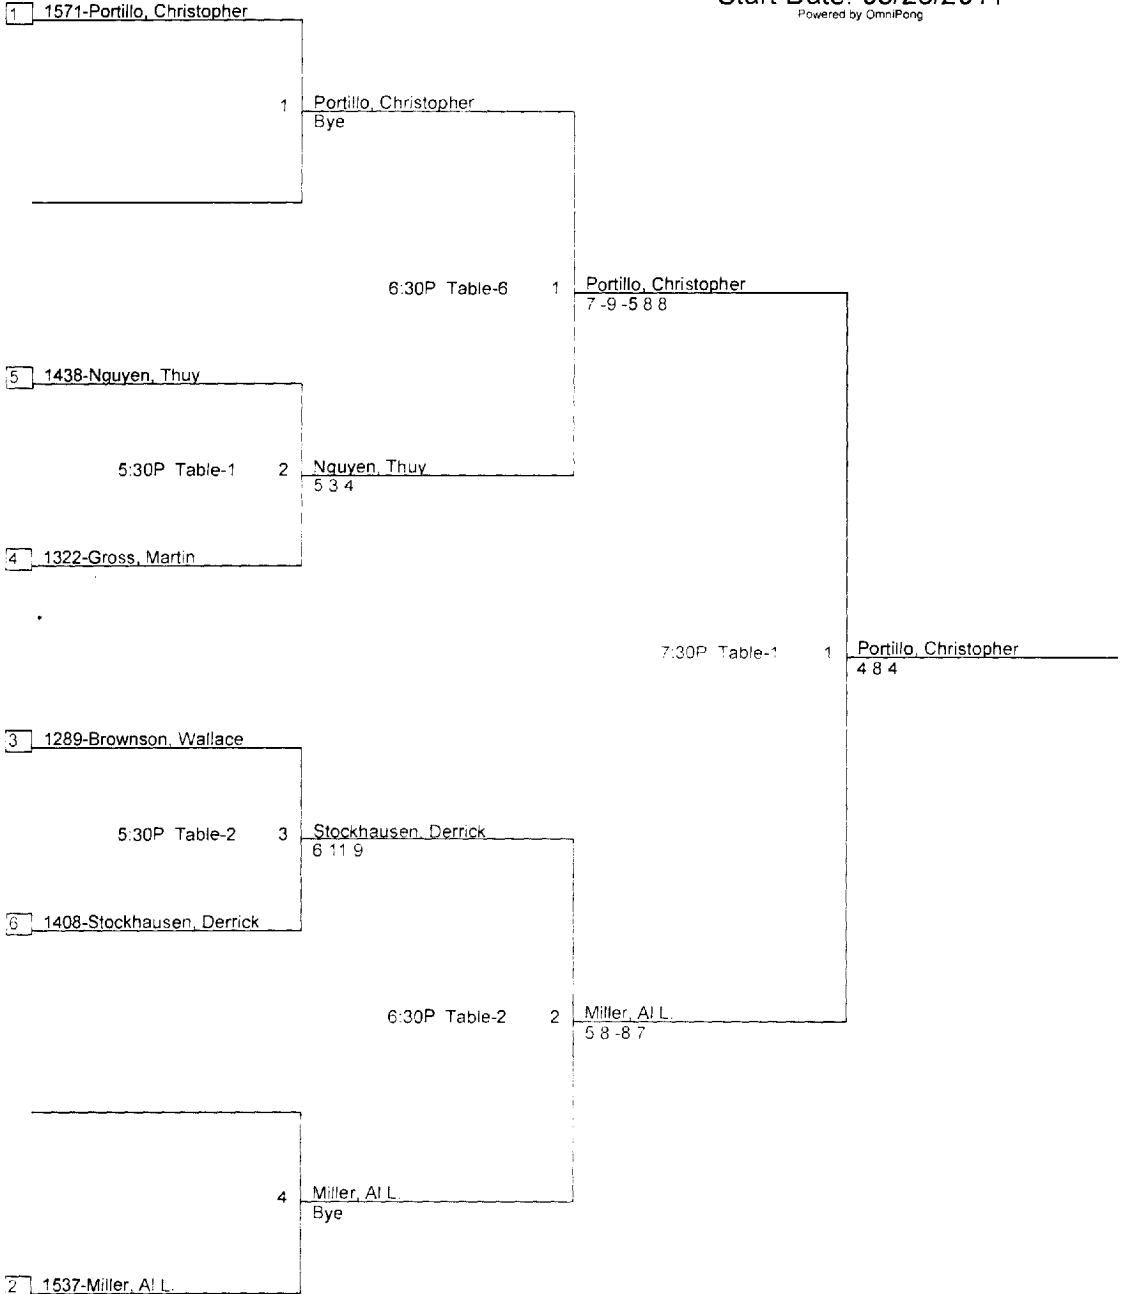 Powered by OmniPong
1 1571-Portillo, Christopher
1 Portillo, Christopher
Bye
6:30P Table-6 1 Portillo, Christopher
7 -9 -5 8 8
5 1438-Nguyen, Thuy
5:30P Table-1 2 Nguyen, Thuy
5 3 4
4 1322-Gross, Martin
7:30P Table-1 1 Portillo, Christopher
4 8 4
3 1289-Brownson, Wallace
5:30P Table-2 3 Stockhausen, Derrick
6 11 9
6 1408-Stockhausen, Derrick
6:30P Table-2 2 Miller, Al L.
5 8 -8 7
4 Miller, Al L.
Bye
2 1537-Miller, Al L.